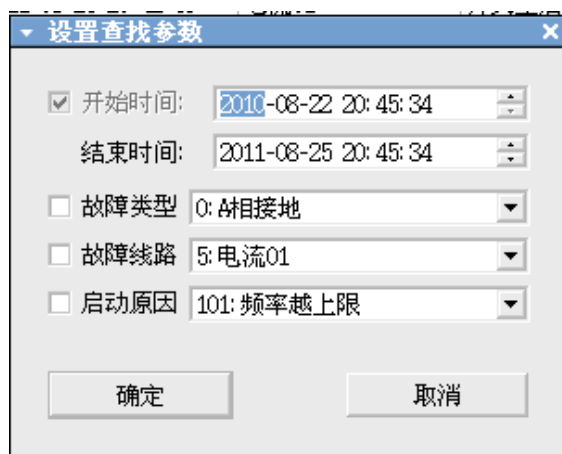 设置查找参数
开始时间: 2010-08-22 20:45:34
结束时间: 2011-08-25 20:45:34
故障类型 0: A相接地
故障线路 5: 电流01
启动原因 101: 频率越上限
确定 取消